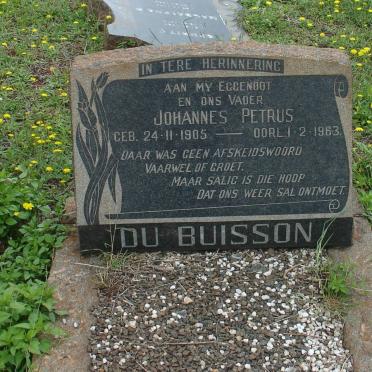 IN TERE HERINNERING
AAN MY EGGENOOT
EN ONS VADER
JOHANNES PETRUS
GEB. 24-11-1905 — OORL. 1-2-1963.
DAAR WAS GEEN AFSKEIDSWOORD
VAARWEL OF GROET.
MAAR SALIG IS DIE HOOP
DAT ONS WEER SAL ONTMOET.
DU BUISSON